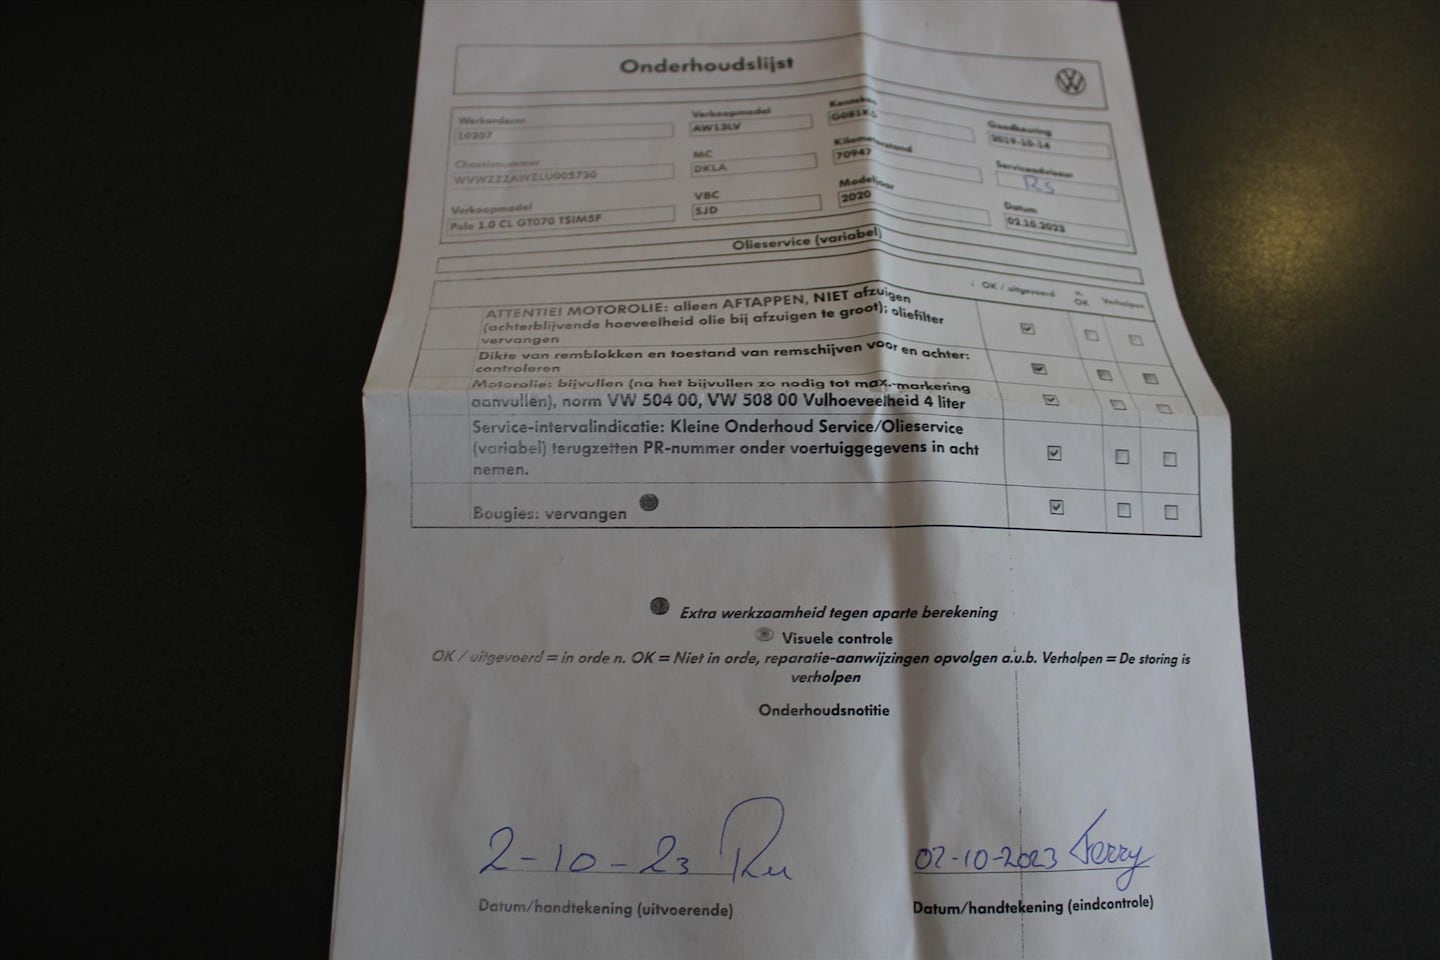 Onderhoudslijst
Werkordernr. Verkoopmodel Kenteken Goedkeuring
10207 AW13LV G081KS 2019-10-14
Chassisnummer MC Kilometerstand Serviceadviseur
WVWZZZAWZLU005730 DKLA 70947 RS
Verkoopmodel VBC Modeljaar Datum
Polo 1.0 CL GT070 TSIM5F SJD 2020 02.10.2023
Olieservice (variabel)
OK / uitgevoerd n. OK Verholpen
ATTENTIE! MOTOROLIE: alleen AFTAPPEN, NIET afzuigen
(achterblijvende hoeveelheid olie bij afzuigen te groot); oliefilter
vervangen
Dikte van remblokken en toestand van remschijven voor en achter:
controleren
Motorolie: bijvullen (na het bijvullen zo nodig tot max.-markering
aanvullen), norm VW 504 00, VW 508 00 Vulhoeveelheid 4 liter
Service-intervalindicatie: Kleine Onderhoud Service/Olieservice
(variabel) terugzetten PR-nummer onder voertuiggegevens in acht
nemen.
Bougies: vervangen
Extra werkzaamheid tegen aparte berekening
Visuele controle
OK / uitgevoerd = in orde n. OK = Niet in orde, reparatie-aanwijzingen opvolgen a.u.b. Verholpen = De storing is
verholpen
Onderhoudsnotitie
2-10-23 02-10-2023 Ferry
Datum/handtekening (uitvoerende) Datum/handtekening (eindcontrole)